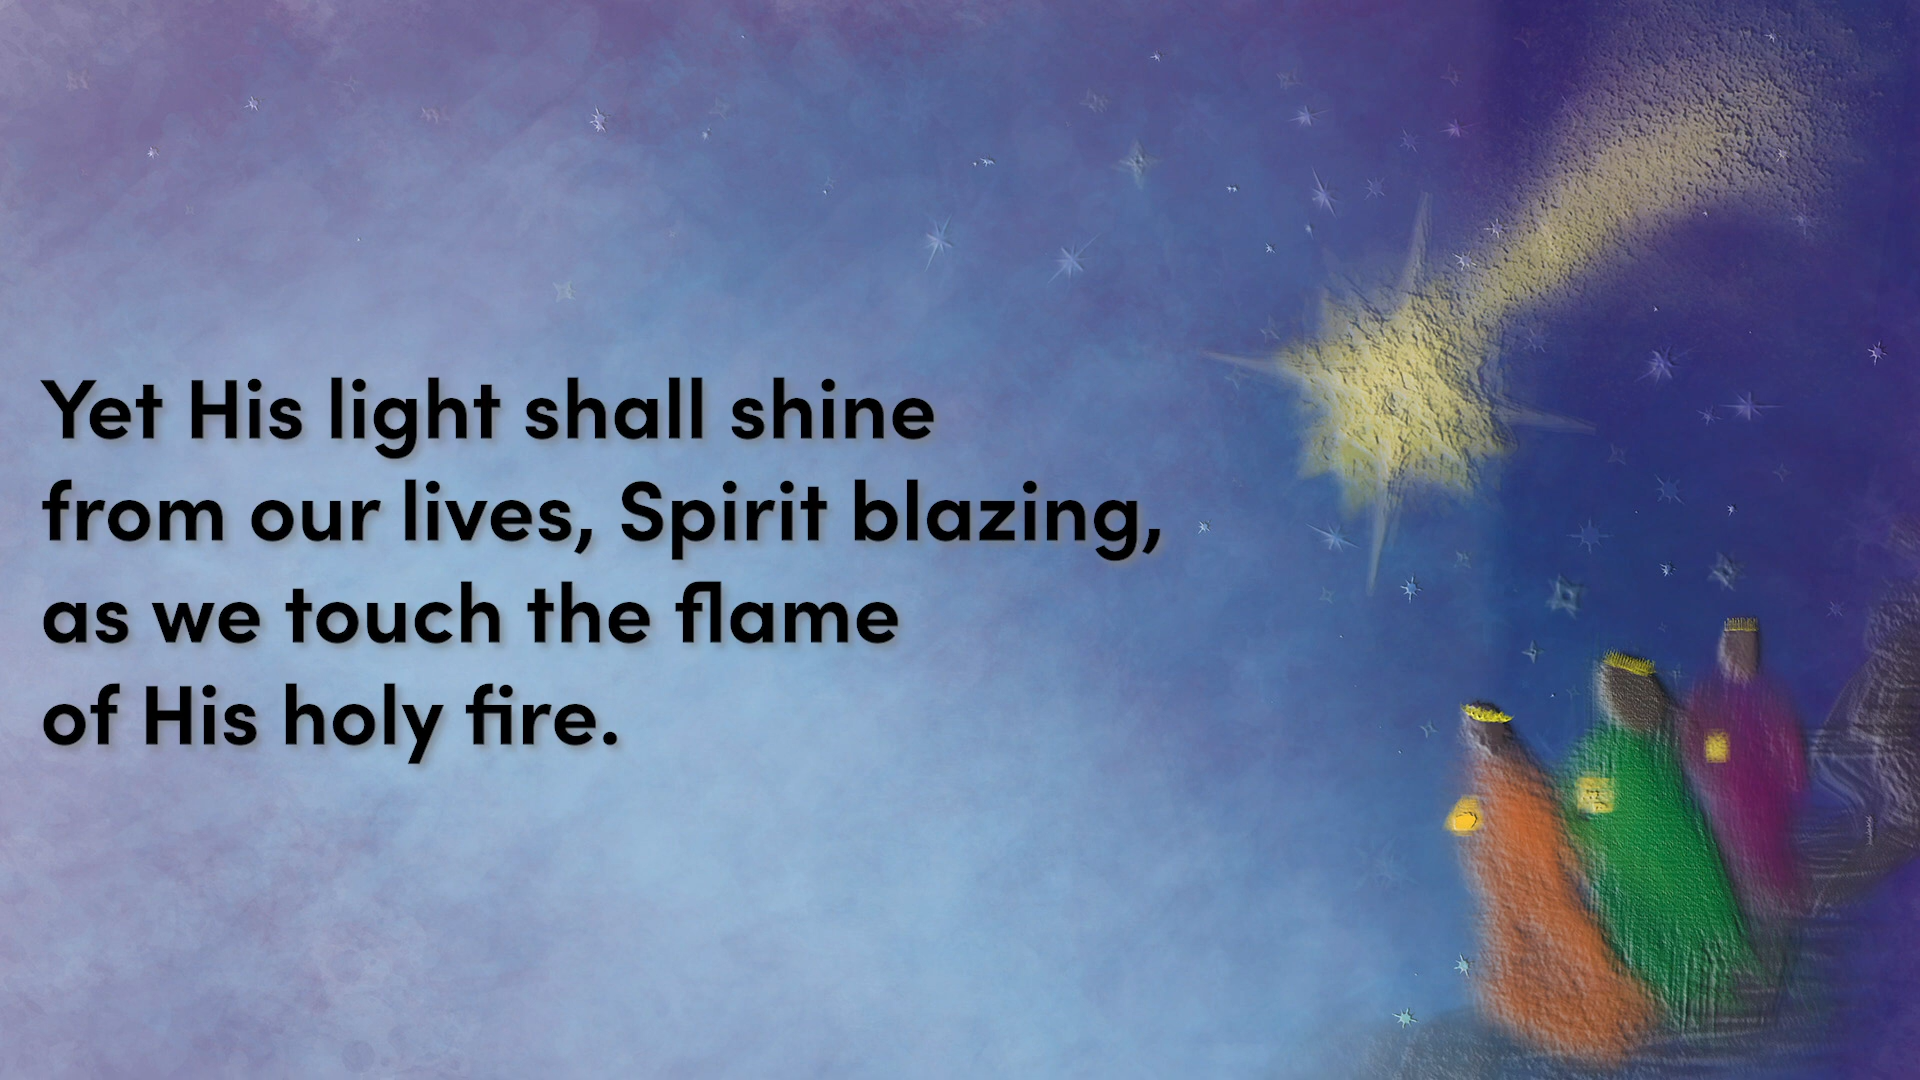 Yet His light shall shine
from our lives, Spirit blazing,
as we touch the flame
of His holy fire.